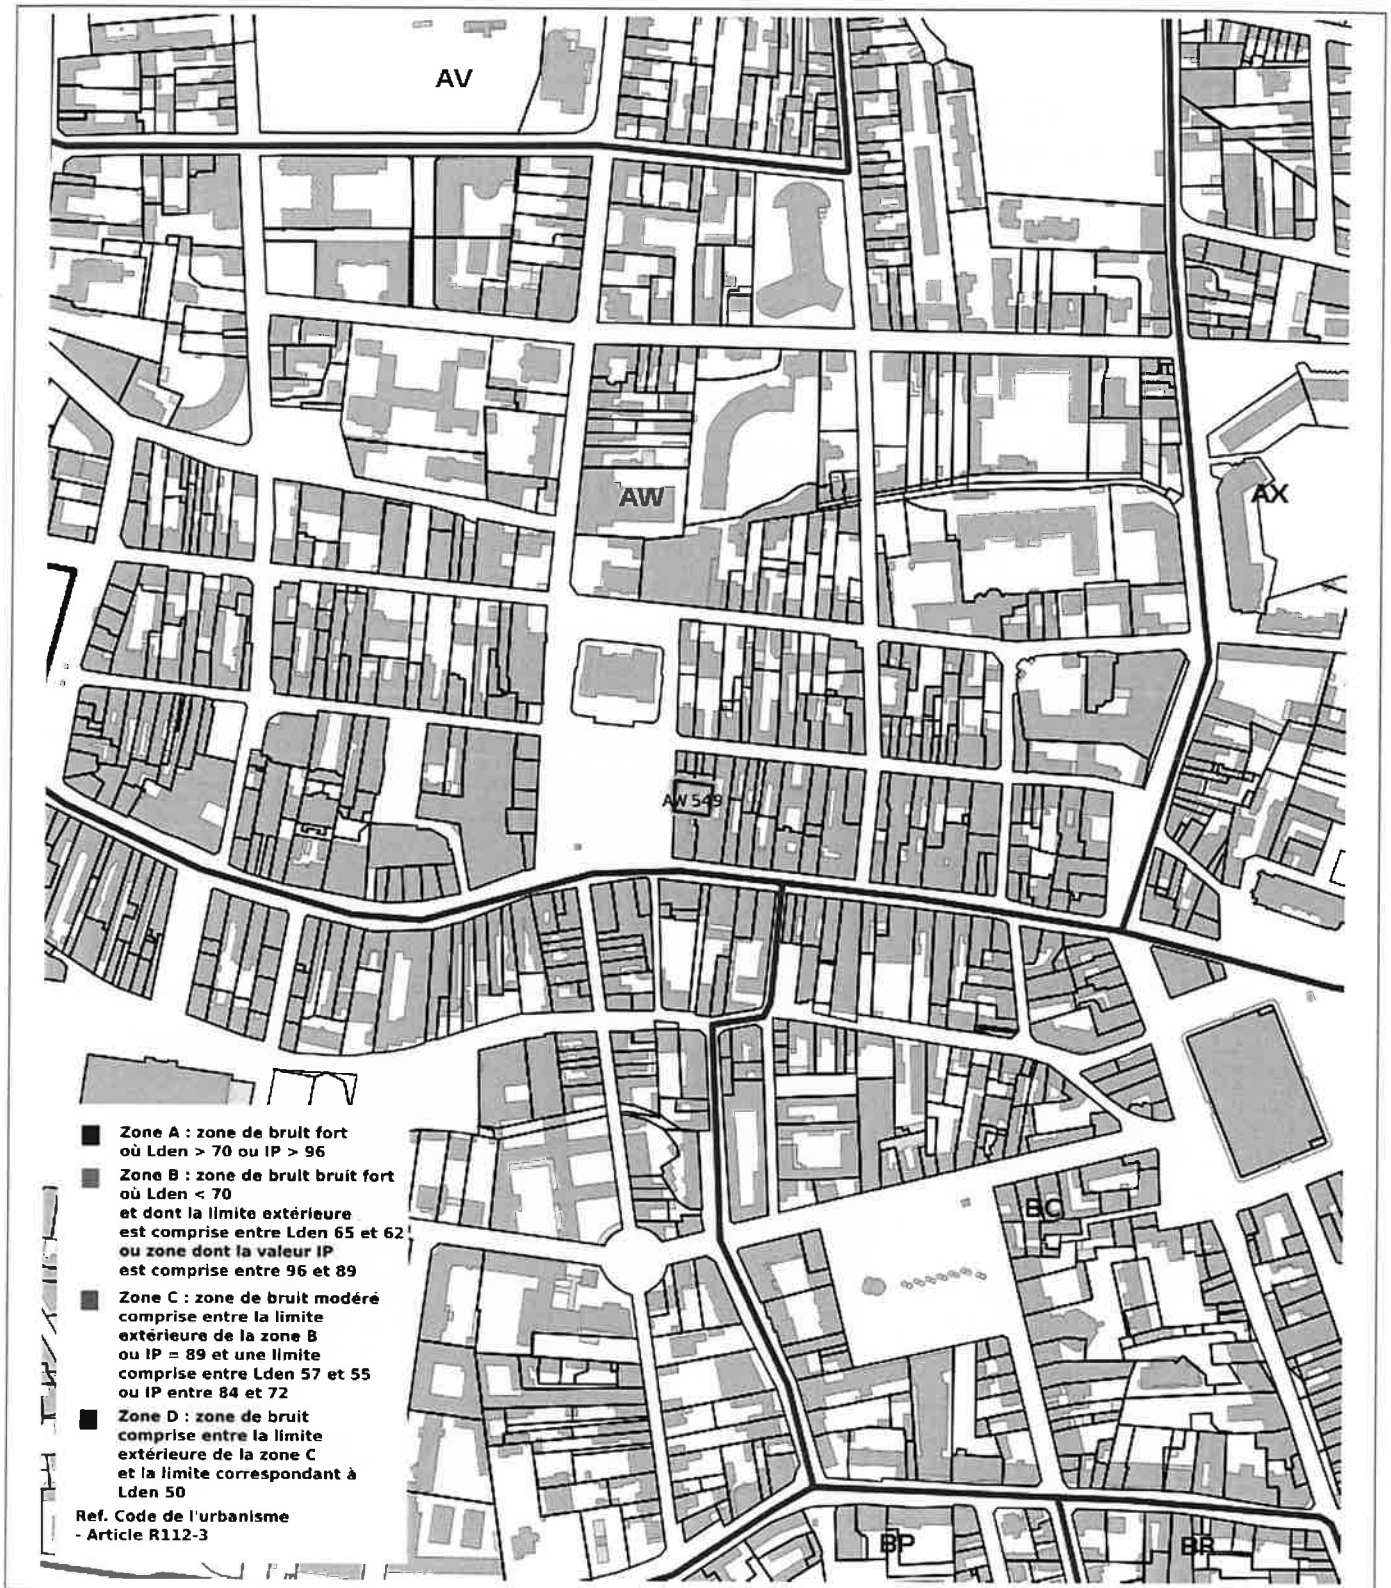 AV
AW
AX
AW 549
Zone A : zone de bruit fort
où Lden > 70 ou IP > 96
Zone B : zone de bruit bruit fort
où Lden < 70
et dont la limite extérieure
est comprise entre Lden 65 et 62
ou zone dont la valeur IP
est comprise entre 96 et 89
BC
Zone C : zone de bruit modéré
comprise entre la limite
extérieure de la zone B
ou IP = 89 et une limite
comprise entre Lden 57 et 55
ou IP entre 84 et 72
Zone D : zone de bruit
comprise entre la limite
extérieure de la zone C
et la limite correspondant à
Lden 50
Ref. Code de l'urbanisme
- Article R112-3
BP
BR